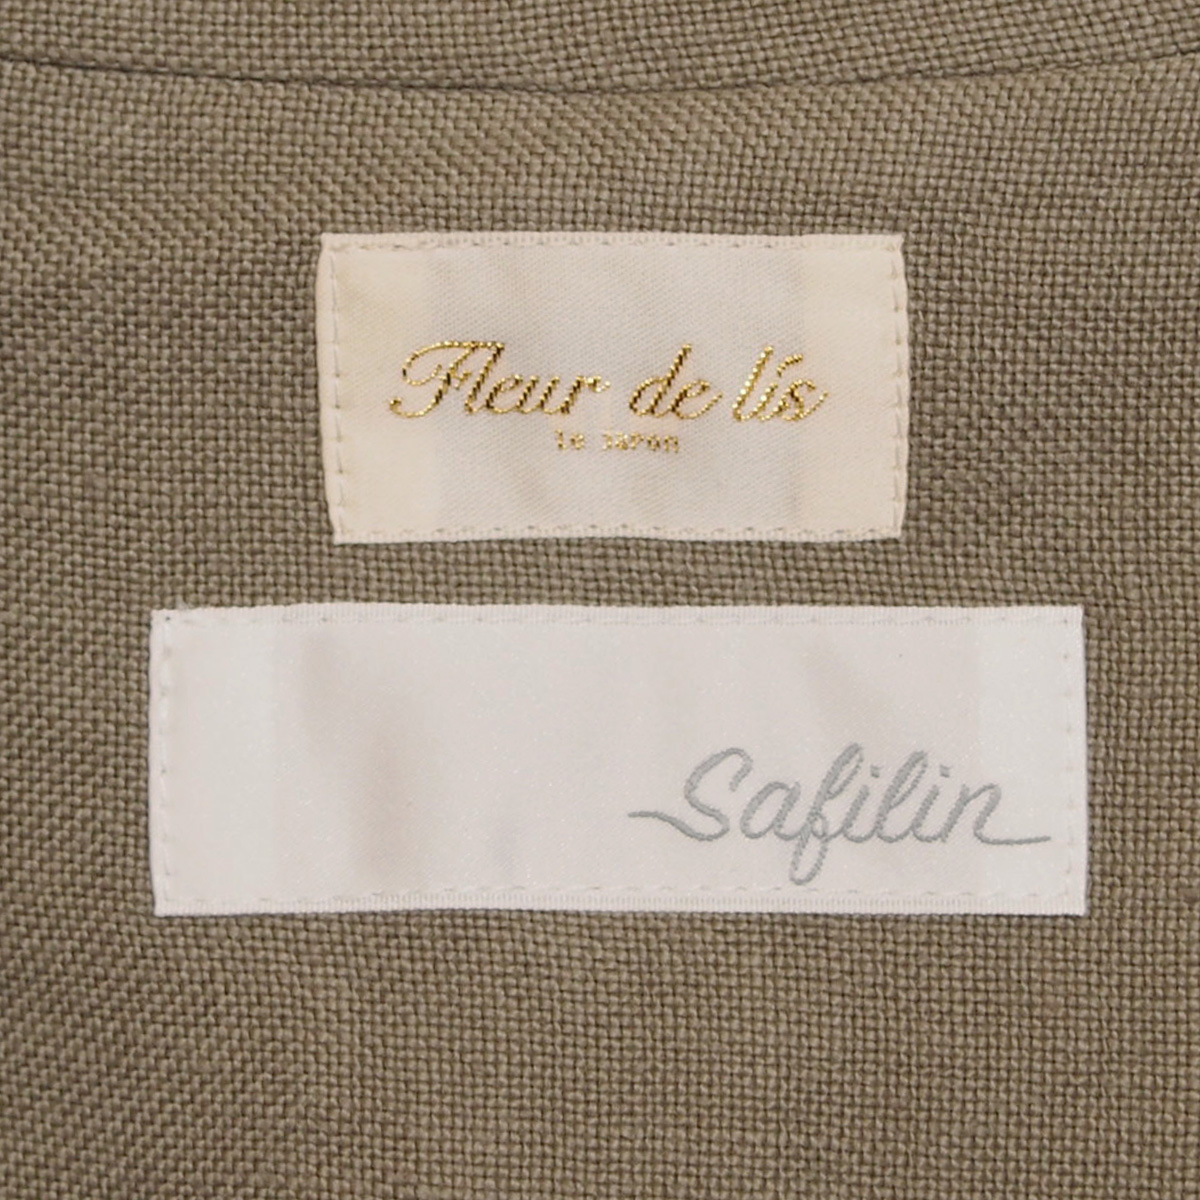 Fleur de lis
le Japon
Safilin